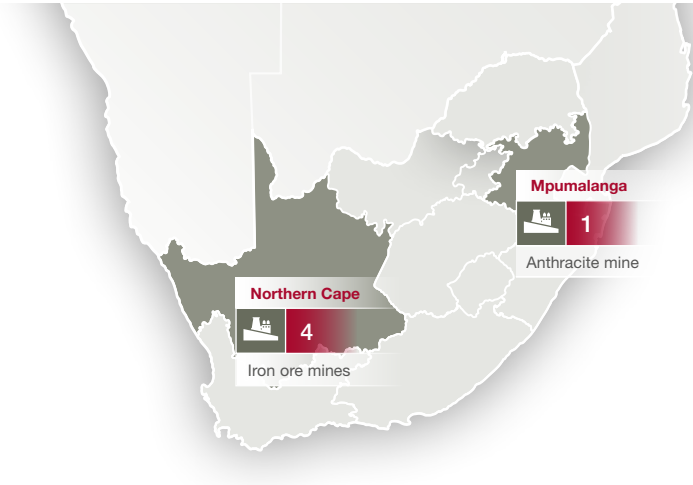 Mpumalanga
1
Anthracite mine
Northern Cape
4
Iron ore mines